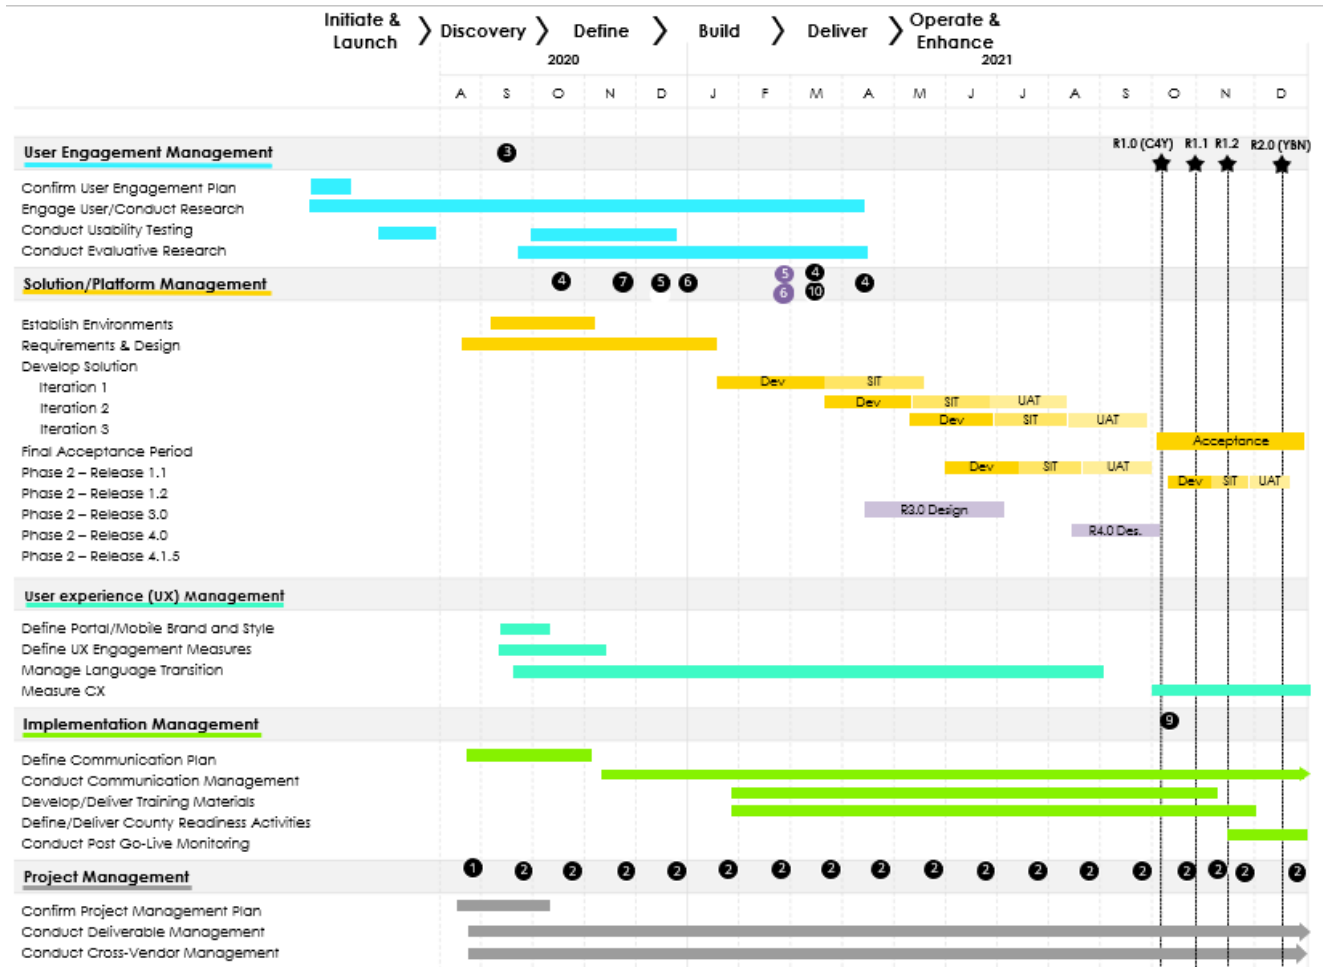 Initiate & Launch
Discovery
Define
Build
Deliver
Operate & Enhance
2020
2021
A S O N D J F M A M J J A S O N D
R1.0 (C4Y) R1.1 R1.2 R2.0 (YBN)
User Engagement Management
3
Confirm User Engagement Plan
Engage User/Conduct Research
Conduct Usability Testing
Conduct Evaluative Research
Solution/Platform Management
4 7 5 6 5 4 4
6 10
Establish Environments
Requirements & Design
Develop Solution
Iteration 1
Dev SIT
Iteration 2
Dev SIT UAT
Iteration 3
Dev SIT UAT
Acceptance
Final Acceptance Period
Phase 2 – Release 1.1
Dev SIT UAT
Phase 2 – Release 1.2
Dev SIT UAT
Phase 2 – Release 3.0
R3.0 Design
Phase 2 – Release 4.0
R4.0 Des.
Phase 2 – Release 4.1.5
User experience (UX) Management
Define Portal/Mobile Brand and Style
Define UX Engagement Measures
Manage Language Transition
Measure CX
Implementation Management
9
Define Communication Plan
Conduct Communication Management
Develop/Deliver Training Materials
Define/Deliver County Readiness Activities
Conduct Post Go-Live Monitoring
Project Management
1 2 2 2 2 2 2 2 2 2 2 2 2 2 2 2 2 2
Confirm Project Management Plan
Conduct Deliverable Management
Conduct Cross-Vendor Management